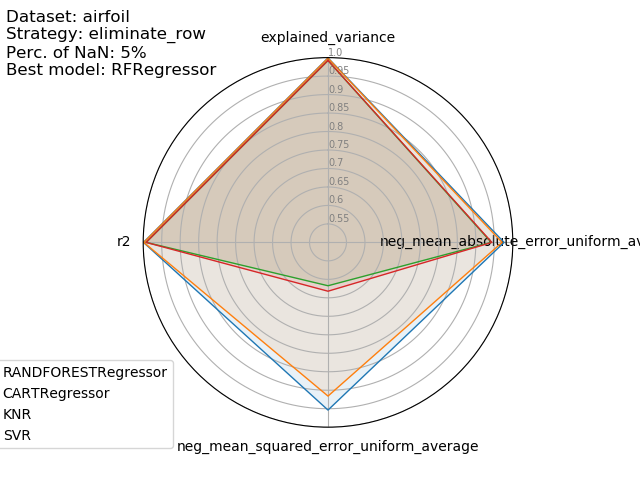 Dataset: airfoil
Strategy: eliminate_row
Perc. of NaN: 5%
Best model: RFRegressor
explained_variance
1.0
0.95
0.9
0.85
0.8
0.75
0.7
0.65
0.6
0.55
r2
neg_mean_absolute_error_uniform_av
RANDFORESTRegressor
CARTRegressor
KNR
SVR
neg_mean_squared_error_uniform_average